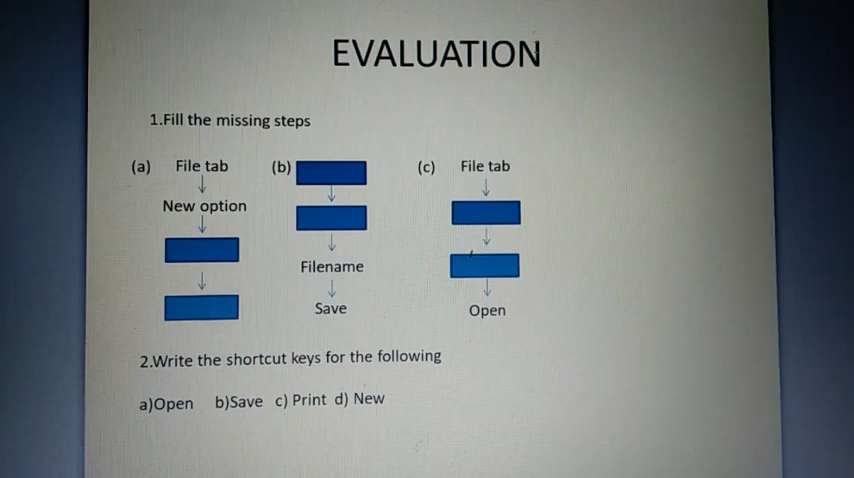 EVALUATION
1.Fill the missing steps
(a) File tab (b) (c) File tab
New option
Filename
Save Open
2.Write the shortcut keys for the following
a)Open b)Save c) Print d) New